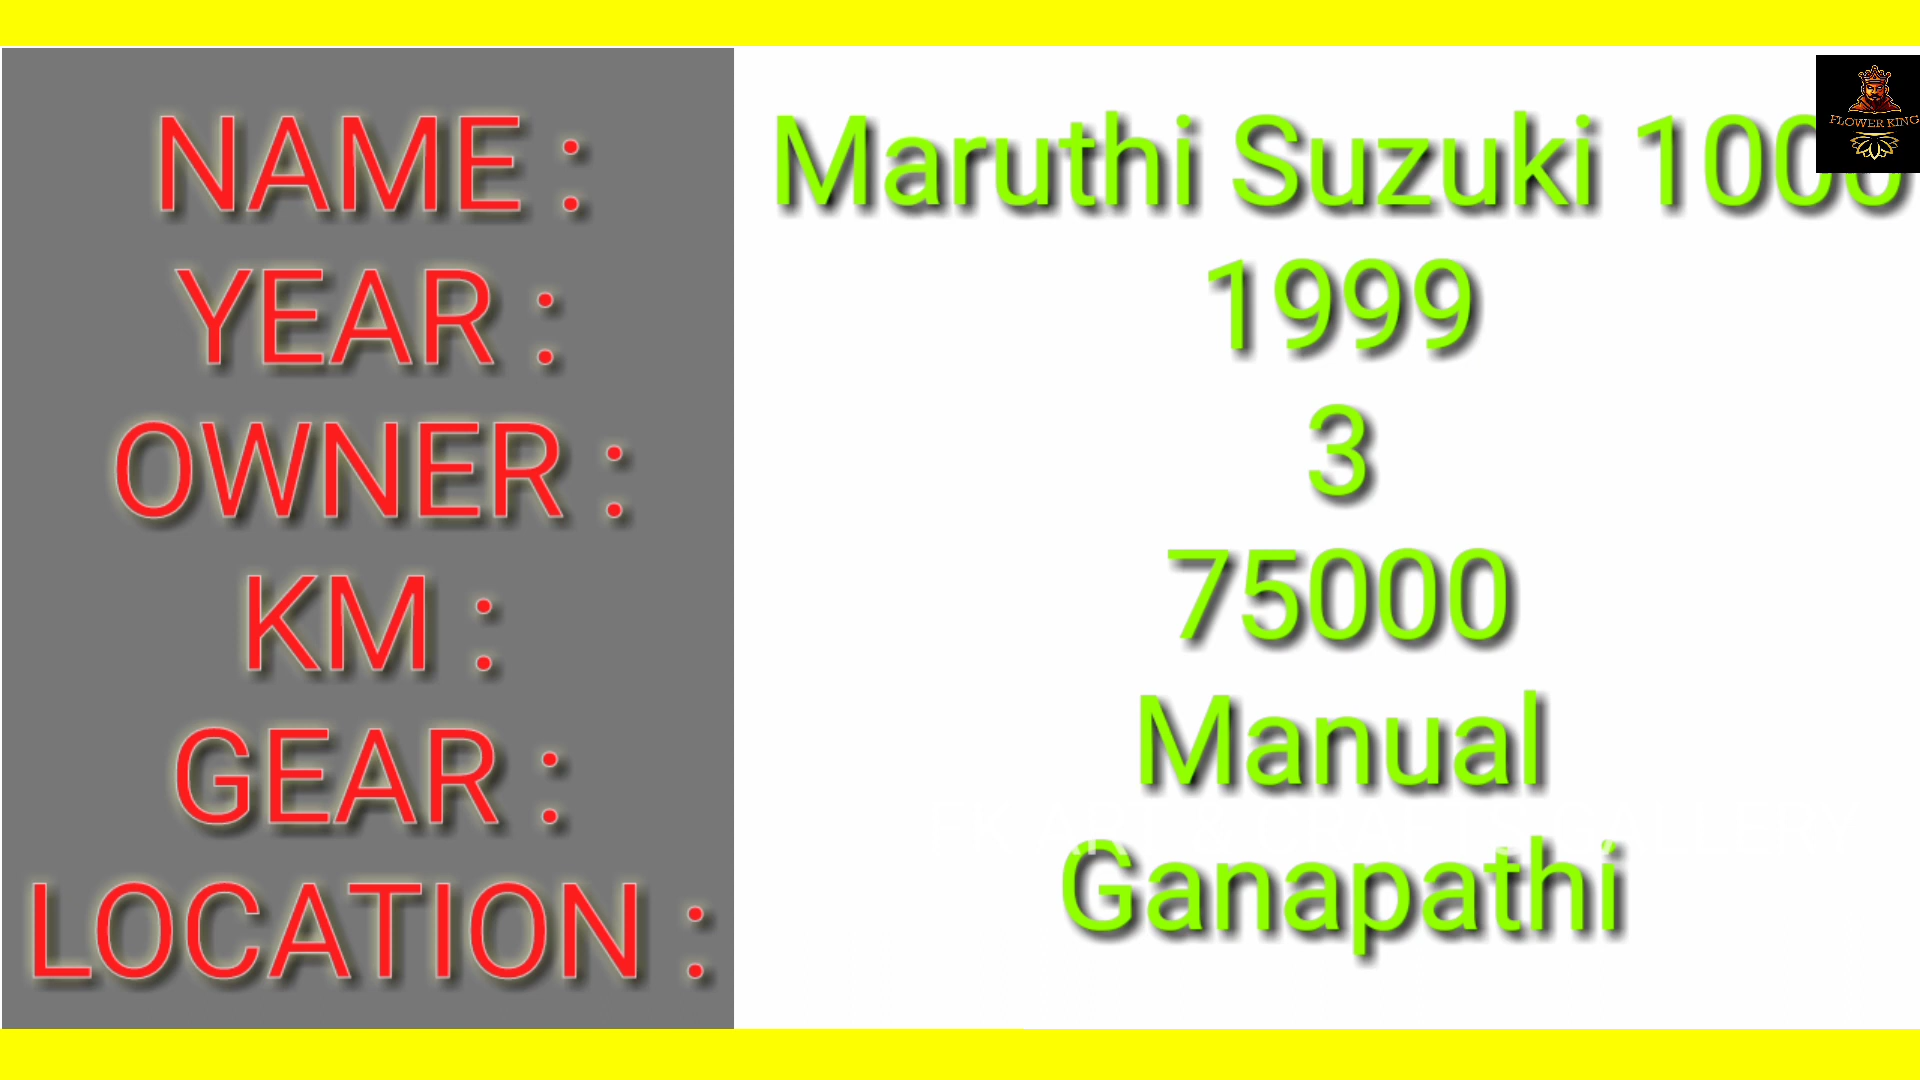 NAME : Maruthi Suzuki 1000
FLOWER KING
YEAR : 1999
OWNER : 3
KM : 75000
GEAR : Manual
LOCATION : Ganapathi